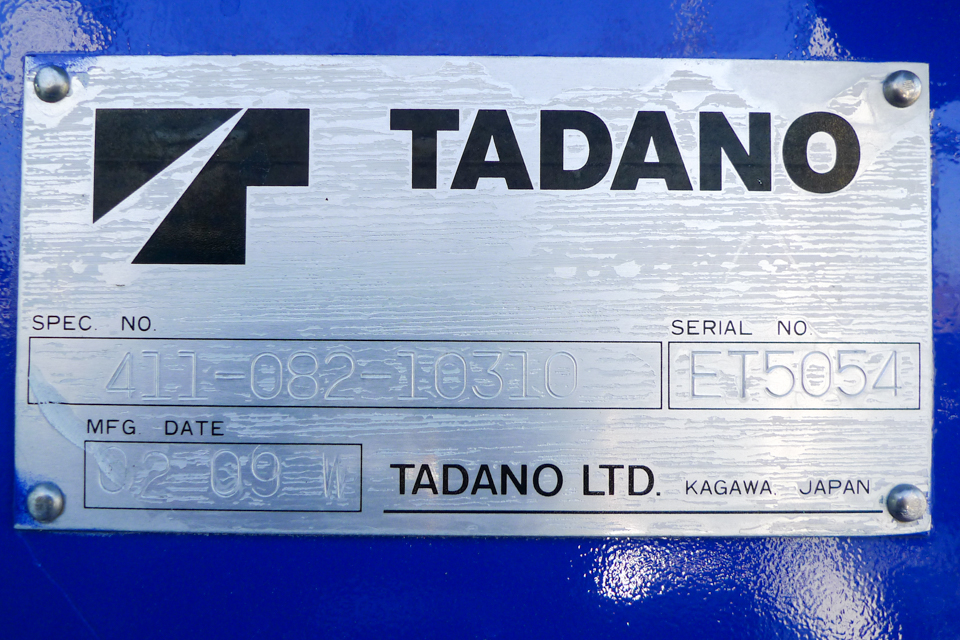 TADANO
SPEC. NO.
411-082-10310
SERIAL NO.
ET5054
MFG. DATE
02 09 W
TADANO LTD. KAGAWA. JAPAN